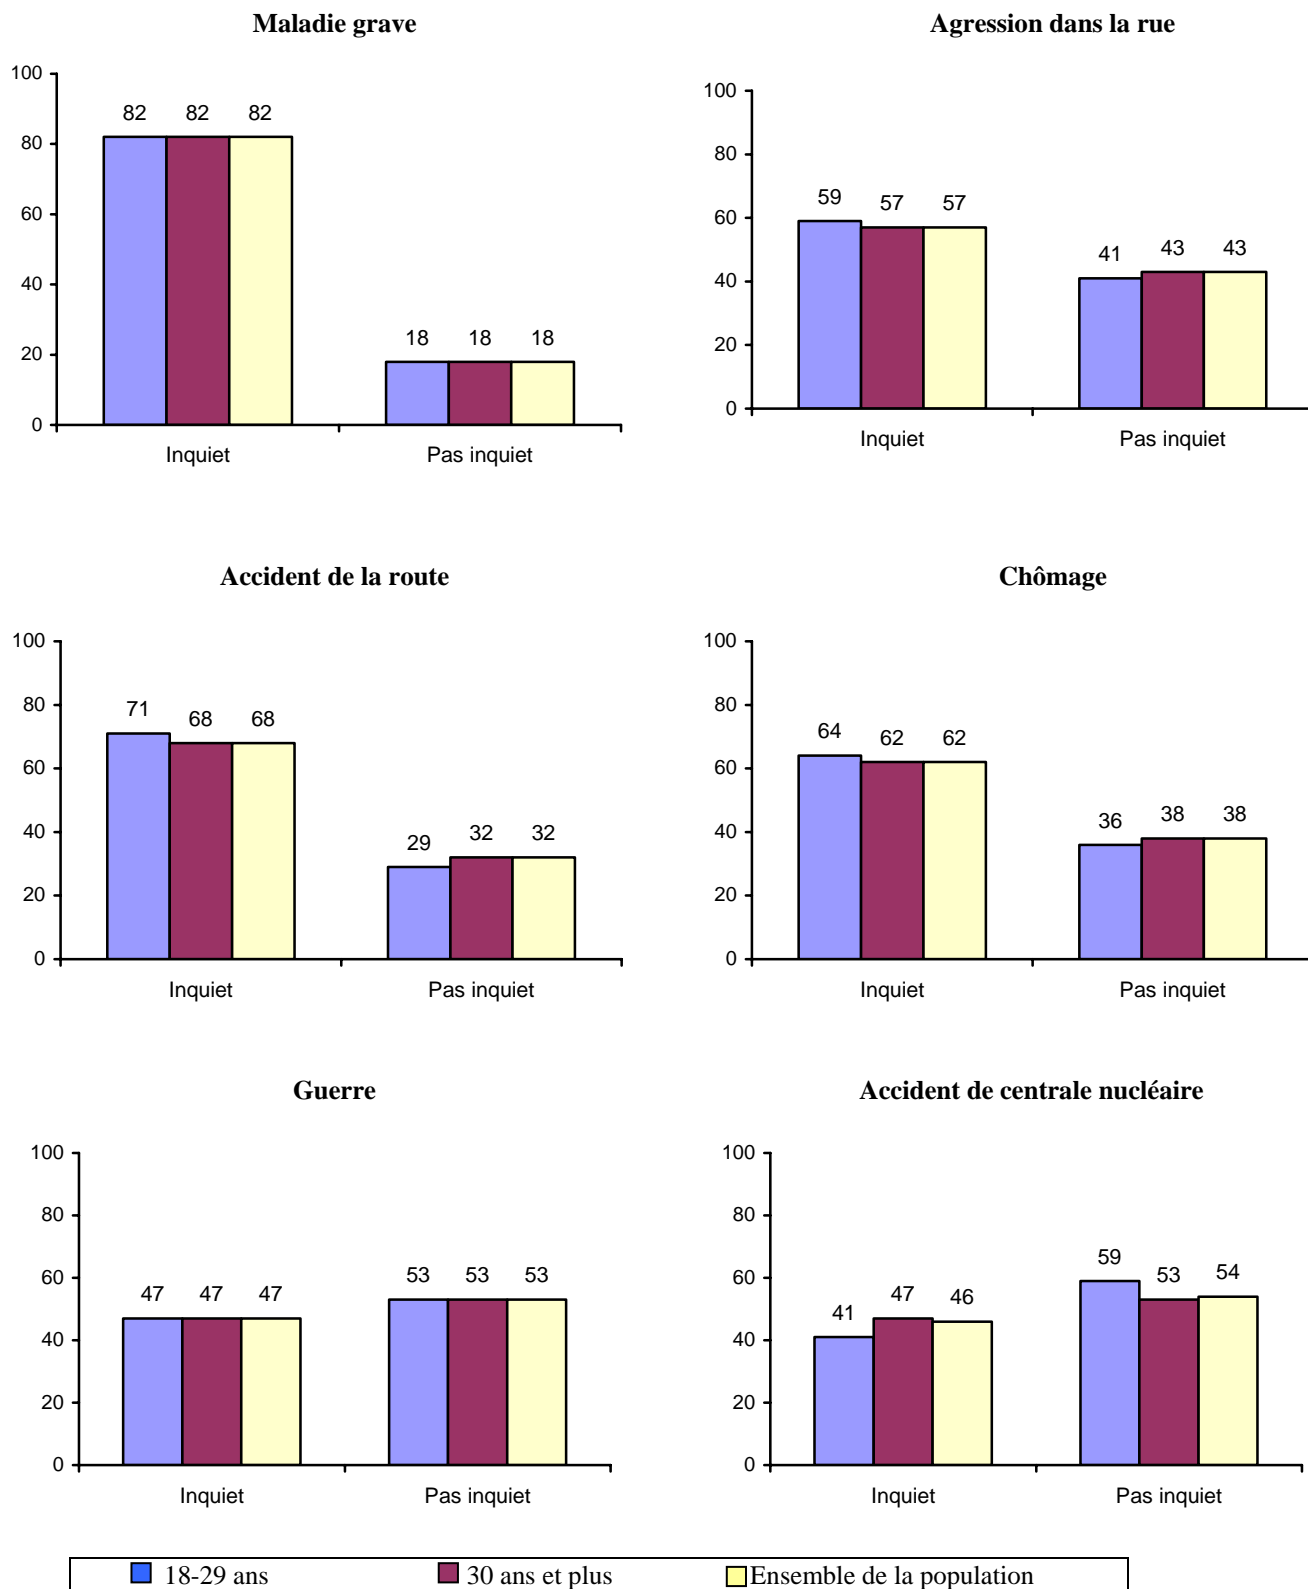 Maladie grave
100
80
60
40
20
0
82 82 82
18 18 18
Inquiet Pas inquiet
Agression dans la rue
100
80
60
40
20
0
59 57 57
41 43 43
Inquiet Pas inquiet
Accident de la route
100
80
60
40
20
0
71 68 68
29 32 32
Inquiet Pas inquiet
Chômage
100
80
60
40
20
0
64 62 62
36 38 38
Inquiet Pas inquiet
Guerre
100
80
60
40
20
0
47 47 47
53 53 53
Inquiet Pas inquiet
Accident de centrale nucléaire
100
80
60
40
20
0
41 47 46
59 53 54
Inquiet Pas inquiet
18-29 ans 30 ans et plus Ensemble de la population